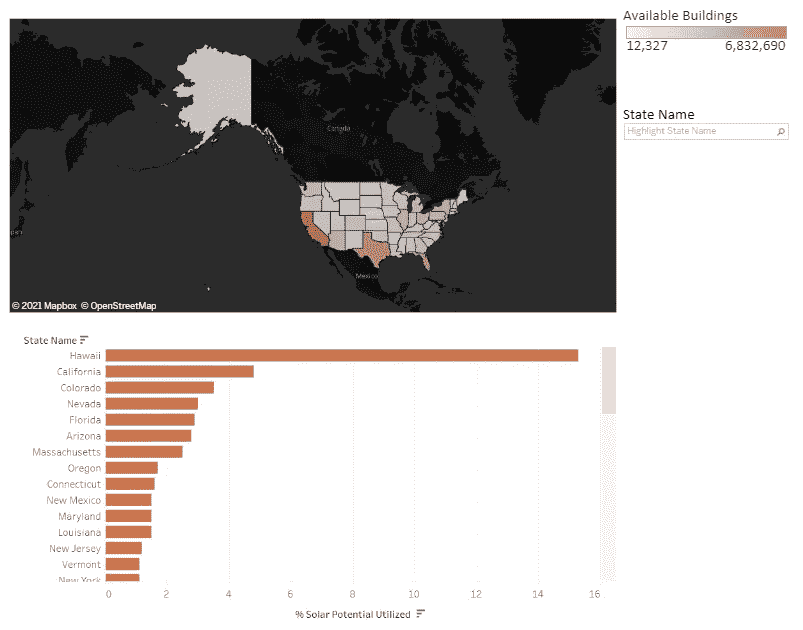 Available Buildings
12,327 6,832,690
State Name
Highlight State Name
Canada
Mexico
pan
© 2021 Mapbox © OpenStreetMap
State Name
Hawaii
California
Colorado
Nevada
Florida
Arizona
Massachusetts
Oregon
Connecticut
New Mexico
Maryland
Louisiana
New Jersey
Vermont
New York
0 2 4 6 8 10 12 14 16
% Solar Potential Utilized